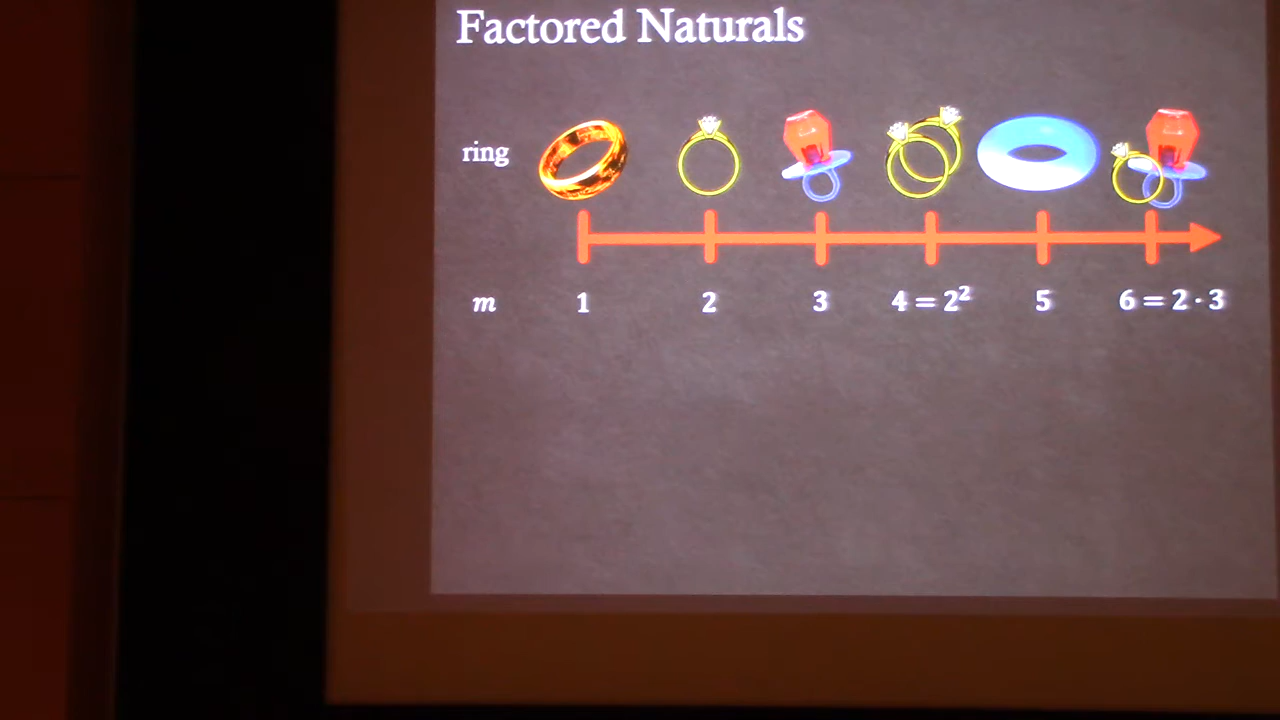 Factored Naturals
ring
m 1 2 3 4 = 2² 5 6 = 2 · 3